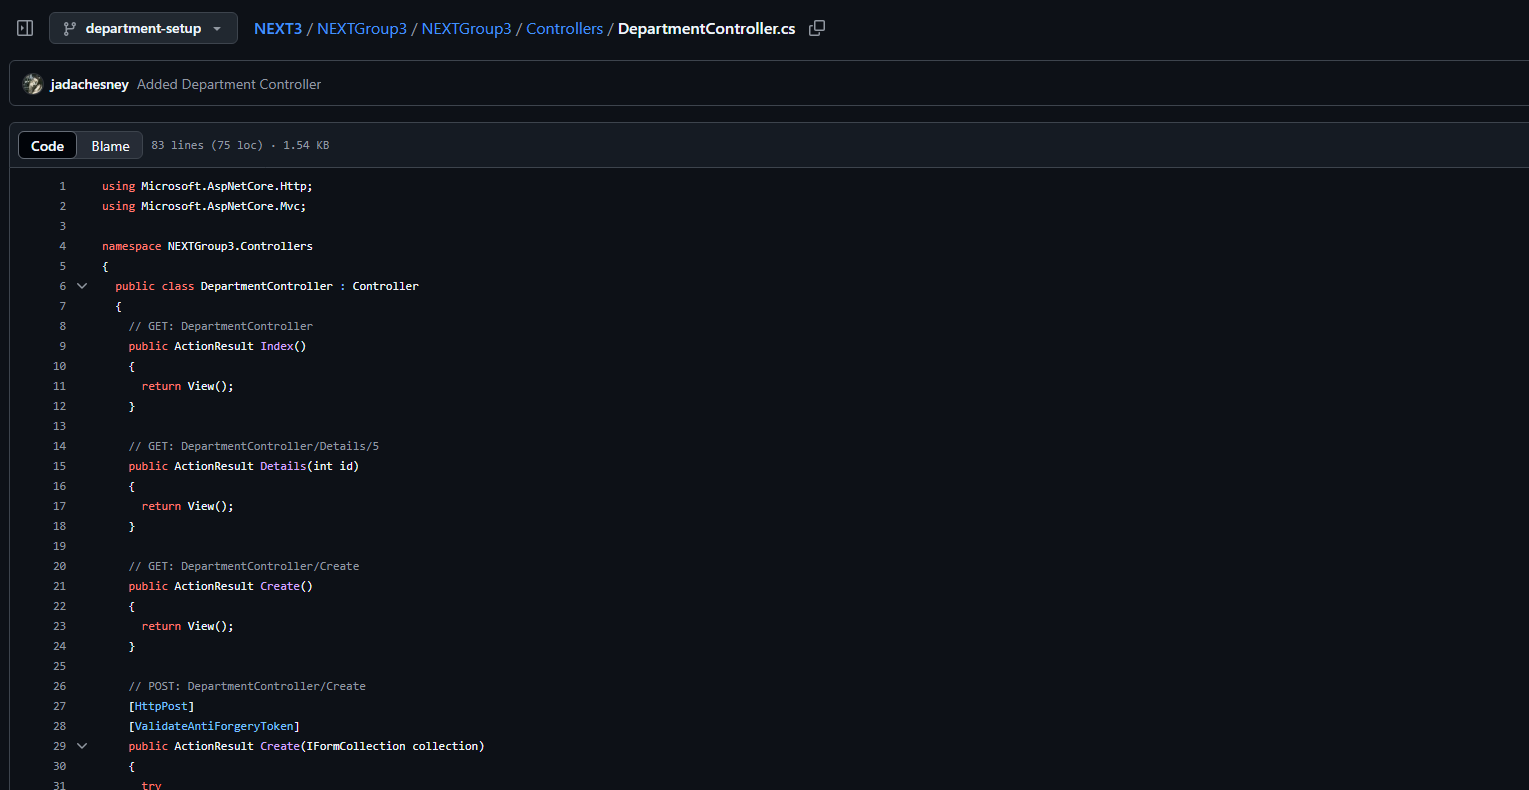 department-setup NEXT3 / NEXTGroup3 / NEXTGroup3 / Controllers / DepartmentController.cs
jadachesney Added Department Controller
Code Blame 83 lines (75 loc) · 1.54 KB
1 using Microsoft.AspNetCore.Http;
2 using Microsoft.AspNetCore.Mvc;
3
4 namespace NEXTGroup3.Controllers
5 {
6 public class DepartmentController : Controller
7 {
8 // GET: DepartmentController
9 public ActionResult Index()
10 {
11 return View();
12 }
13
14 // GET: DepartmentController/Details/5
15 public ActionResult Details(int id)
16 {
17 return View();
18 }
19
20 // GET: DepartmentController/Create
21 public ActionResult Create()
22 {
23 return View();
24 }
25
26 // POST: DepartmentController/Create
27 [HttpPost]
28 [ValidateAntiForgeryToken]
29 public ActionResult Create(IFormCollection collection)
30 {
31 try